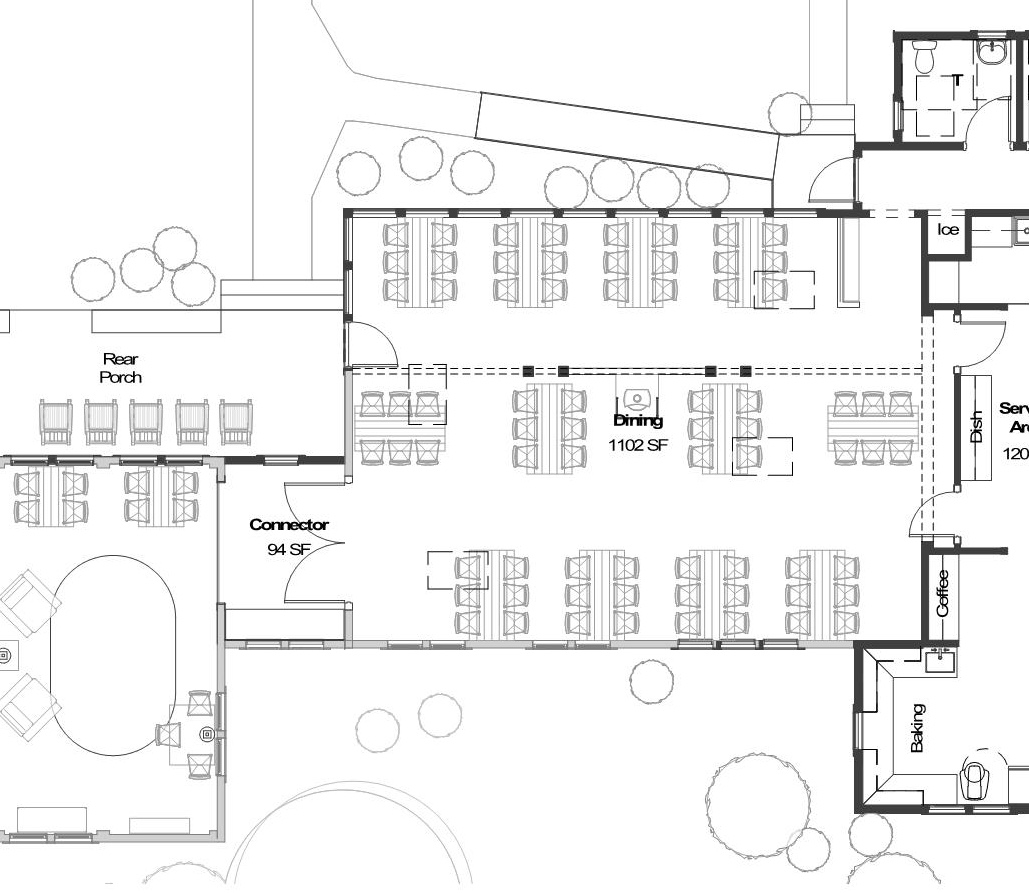 T
Ice
Rear
Porch
Dining
1102 SF
Dish
Connector
94 SF
Coffee
Baking